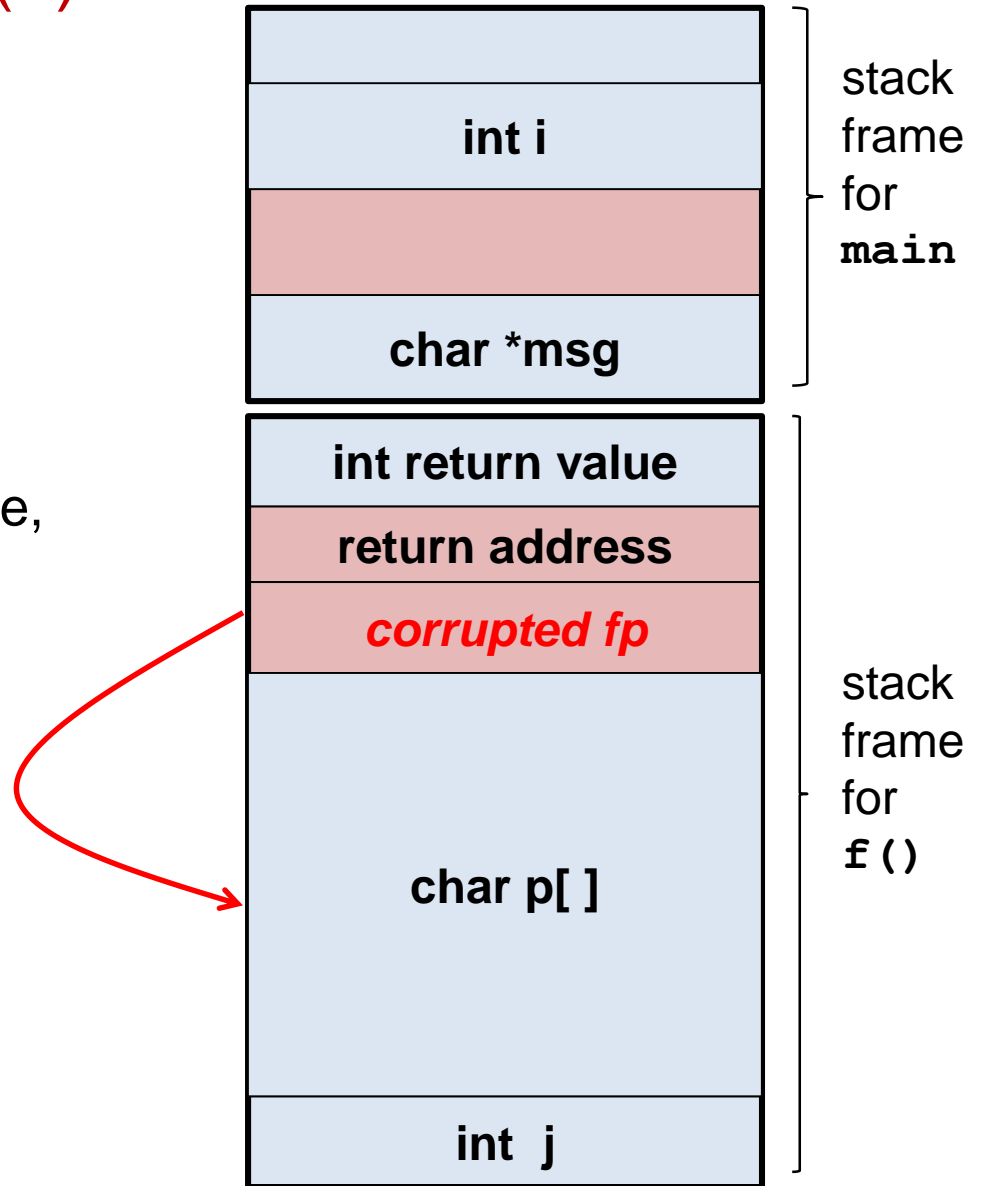 ( )
int i
char *msg
stack
frame
for
main
int return value
e,
return address
corrupted fp
char p[ ]
int j
stack
frame
for
f()